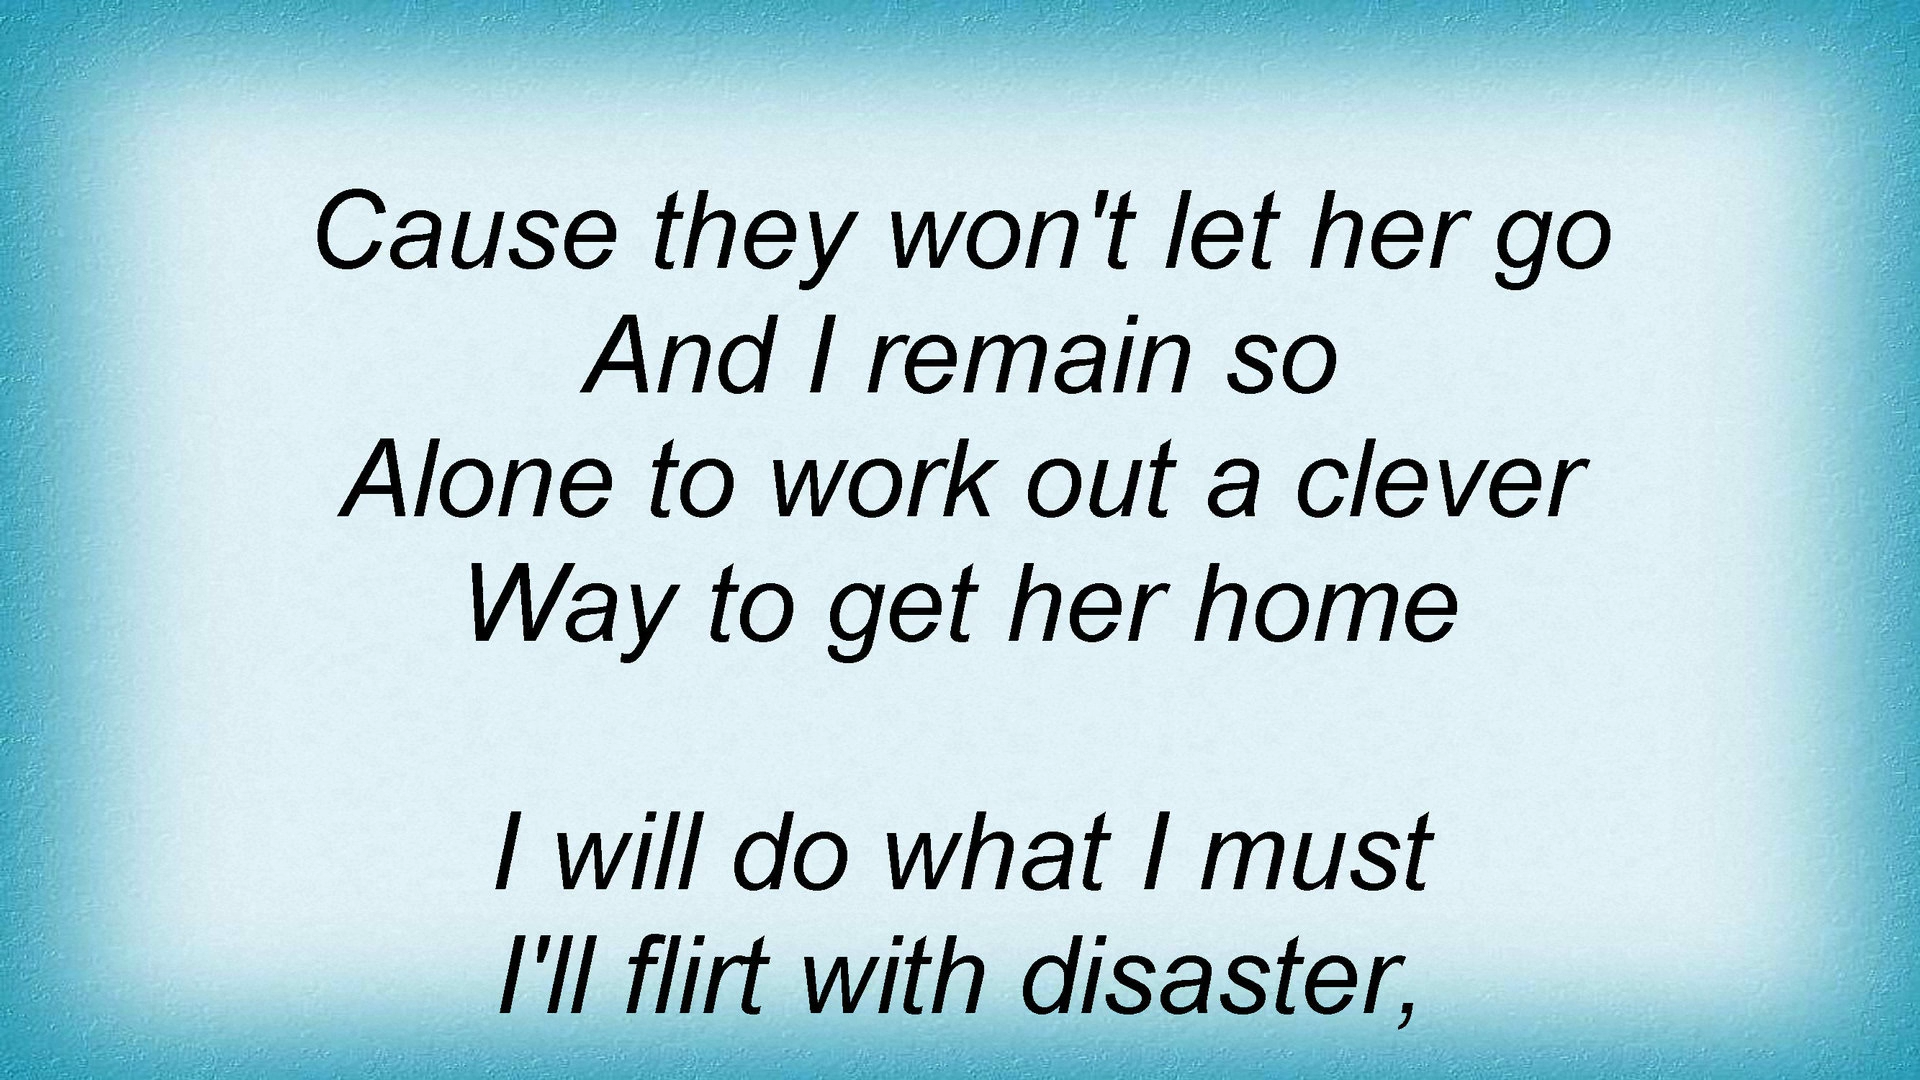 Cause they won't let her go
And I remain so
Alone to work out a clever
Way to get her home
I will do what I must
I'll flirt with disaster,